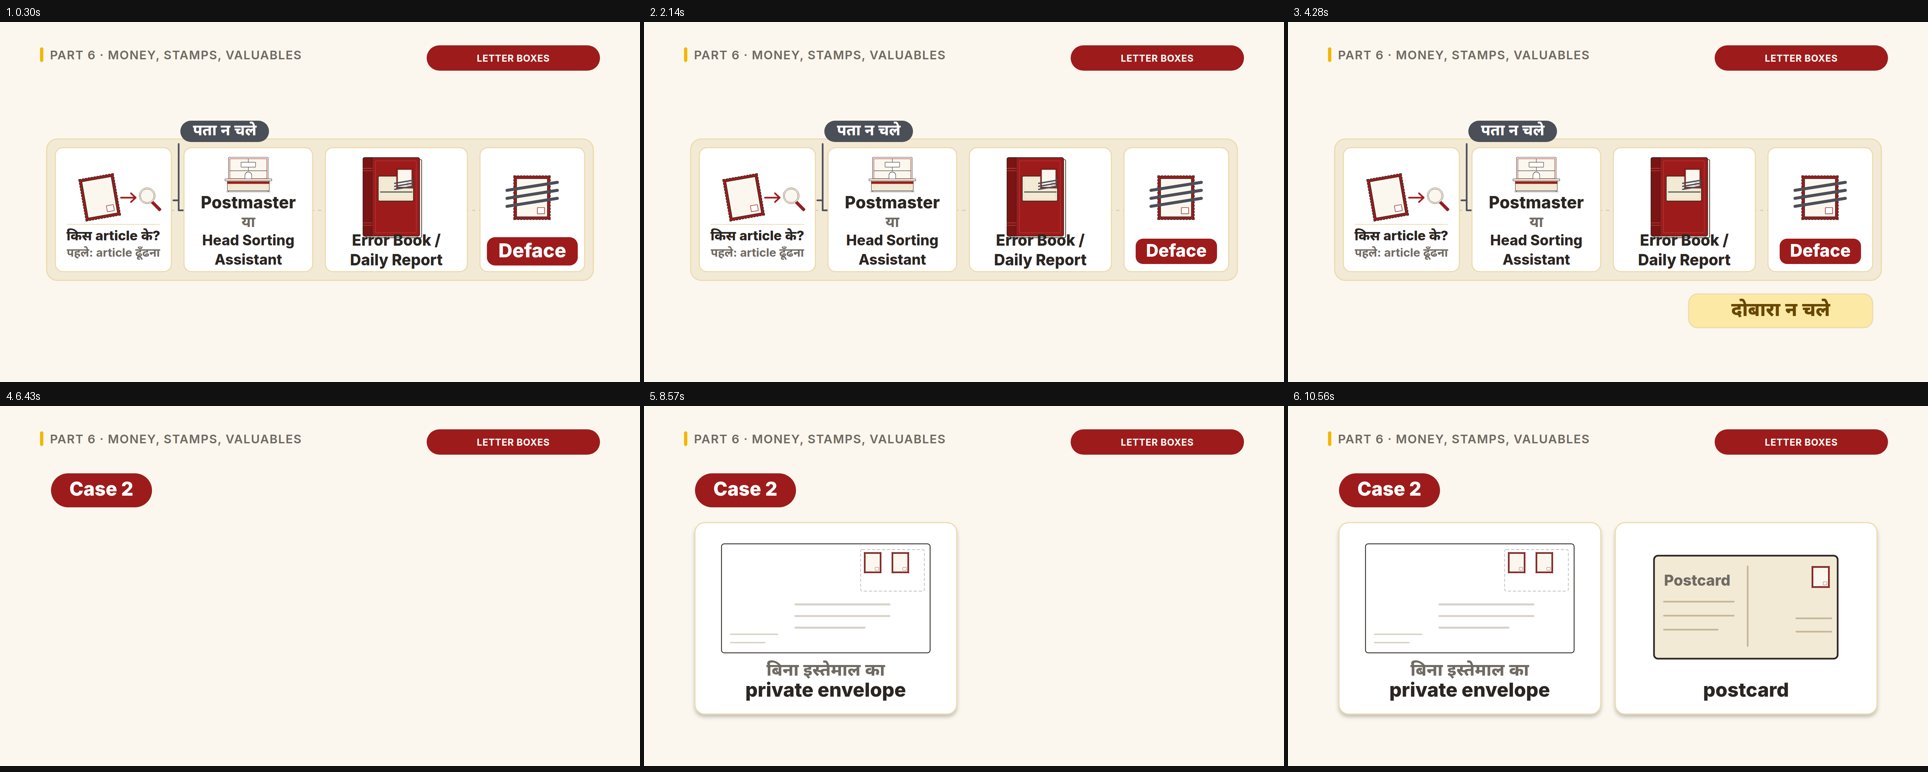 1. 0.30s
PART 6 · MONEY, STAMPS, VALUABLES
LETTER BOXES
पता न चले
किस article के?
पहले: article ढूँढना
Postmaster
या
Head Sorting
Assistant
Error Book /
Daily Report
Deface
2. 2.14s
PART 6 · MONEY, STAMPS, VALUABLES
LETTER BOXES
पता न चले
किस article के?
पहले: article ढूँढना
Postmaster
या
Head Sorting
Assistant
Error Book /
Daily Report
Deface
3. 4.28s
PART 6 · MONEY, STAMPS, VALUABLES
LETTER BOXES
पता न चले
किस article के?
पहले: article ढूँढना
Postmaster
या
Head Sorting
Assistant
Error Book /
Daily Report
Deface
दोबारा न चले
4. 6.43s
PART 6 · MONEY, STAMPS, VALUABLES
LETTER BOXES
Case 2
5. 8.57s
PART 6 · MONEY, STAMPS, VALUABLES
LETTER BOXES
Case 2
बिना इस्तेमाल का
private envelope
6. 10.56s
PART 6 · MONEY, STAMPS, VALUABLES
LETTER BOXES
Case 2
बिना इस्तेमाल का
private envelope
Postcard
postcard